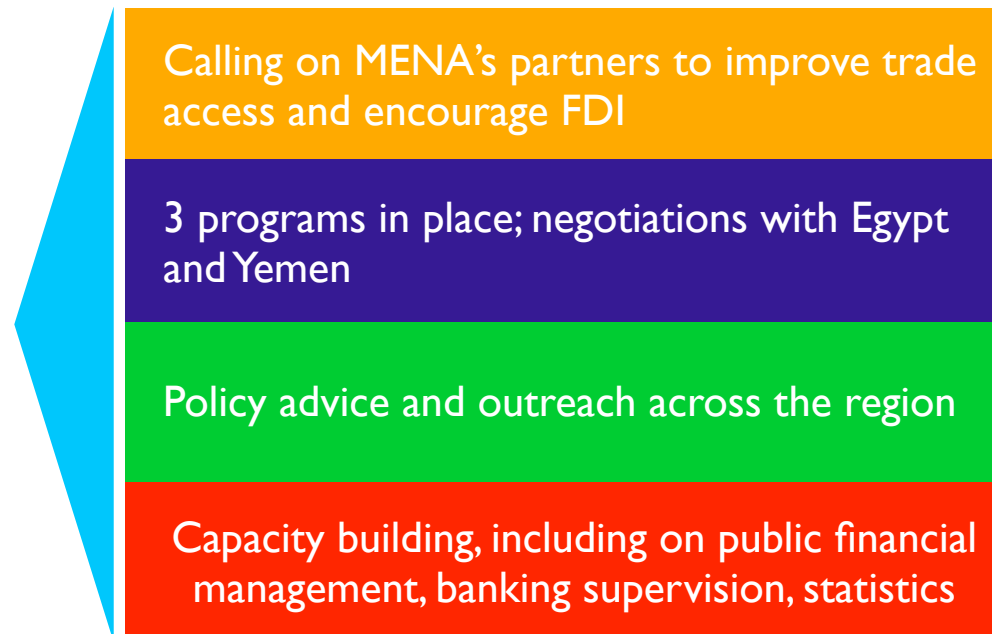 Calling on MENA’s partners to improve trade
access and encourage FDI
3 programs in place; negotiations with Egypt
and Yemen
Policy advice and outreach across the region
Capacity building, including on public financial
management, banking supervision, statistics